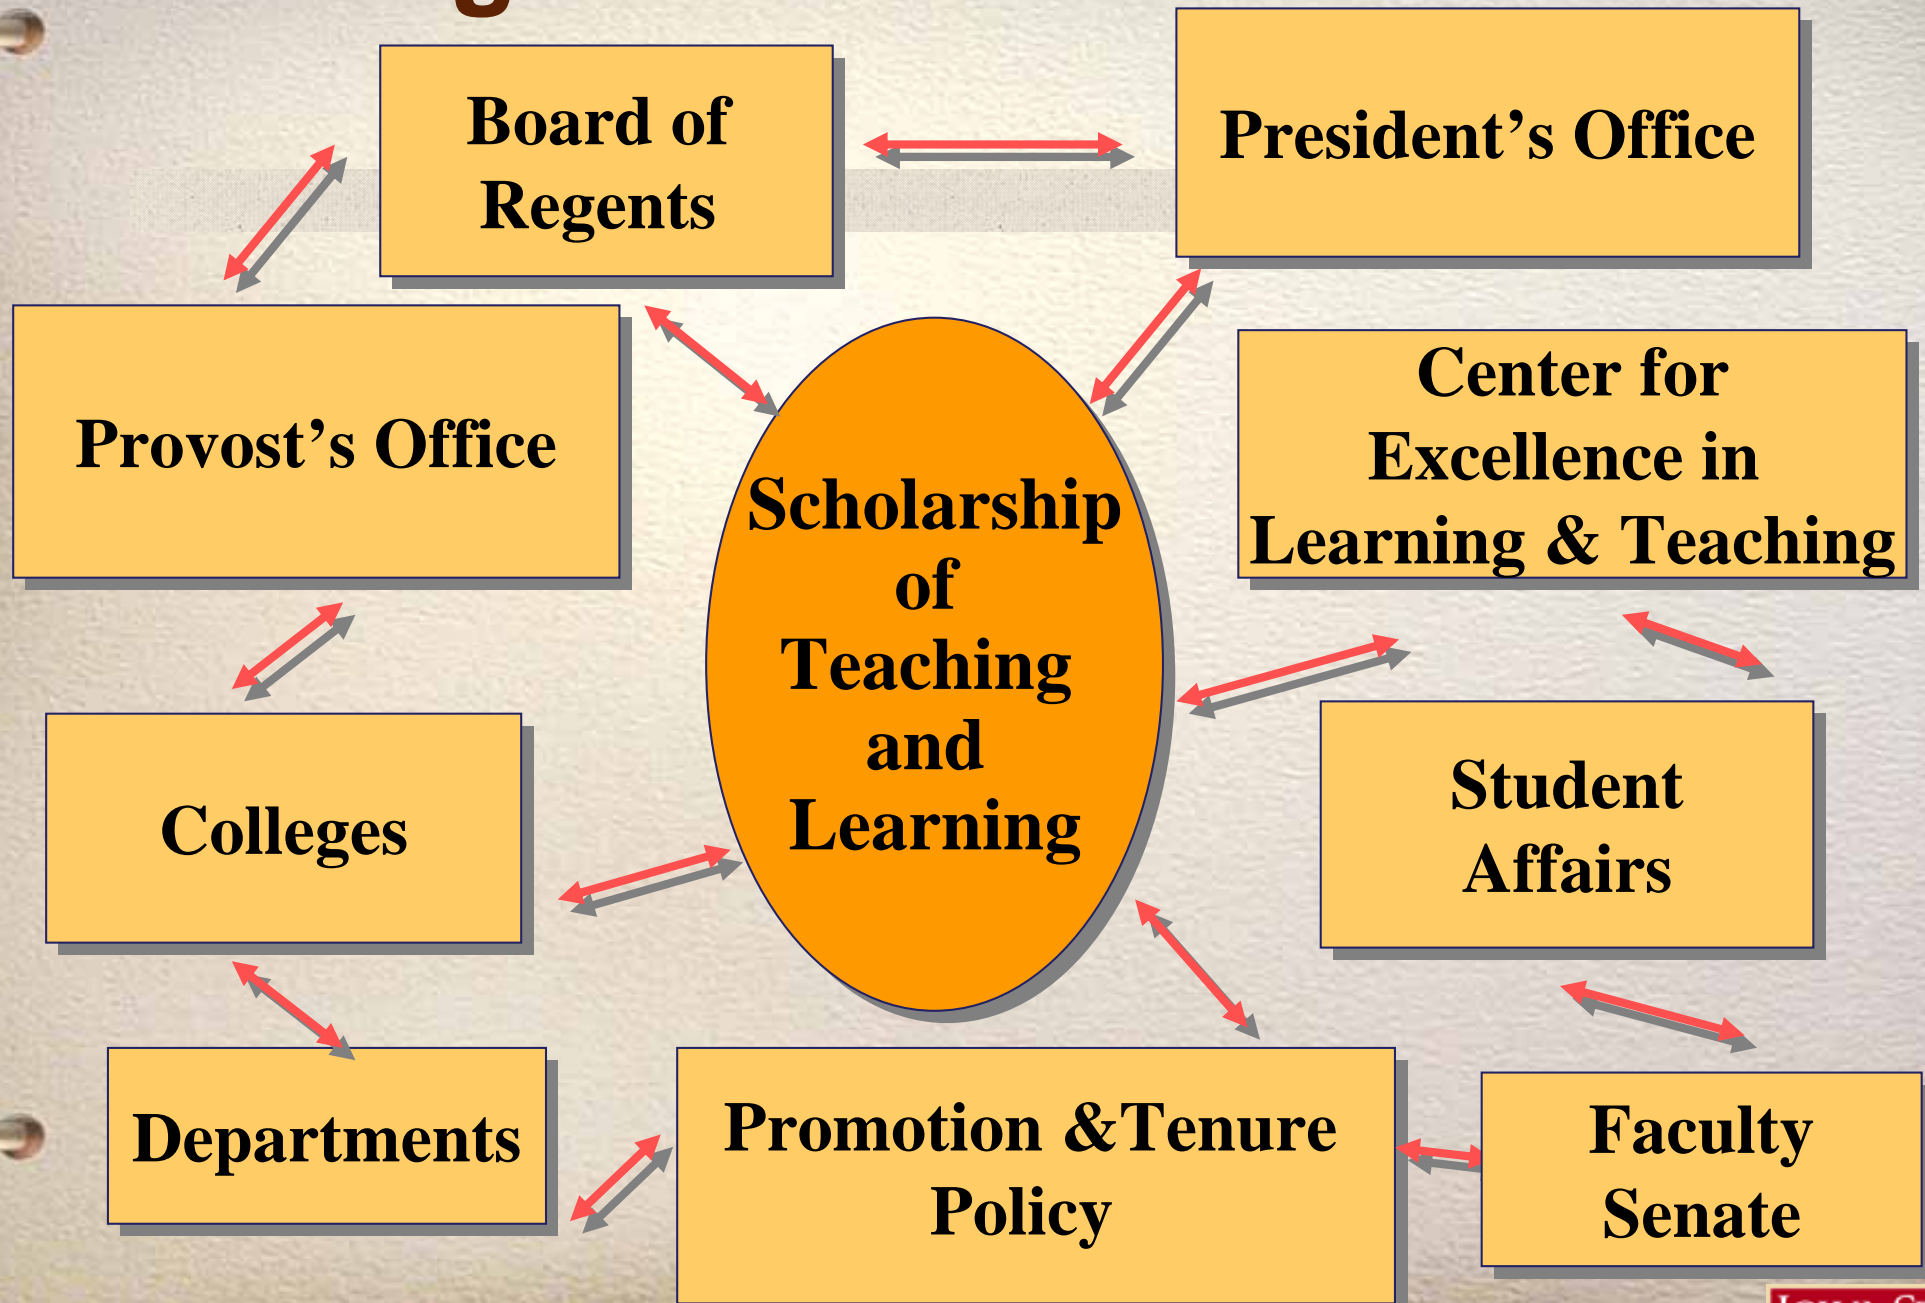 Board of
Regents
President’s Office
Provost’s Office
Center for
Excellence in
Learning & Teaching
Scholarship
of
Teaching
and
Learning
Colleges
Student
Affairs
Departments
Promotion &Tenure
Policy
Faculty
Senate